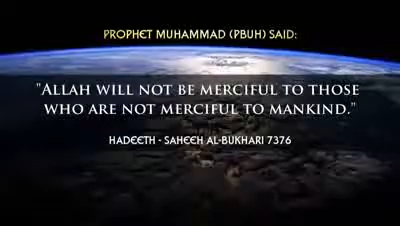 PROPHET MUHAMMAD (PBUH) SAID:
"ALLAH WILL NOT BE MERCIFUL TO THOSE
WHO ARE NOT MERCIFUL TO MANKIND."
HADEETH - SAHEEH AL-BUKHARI 7376